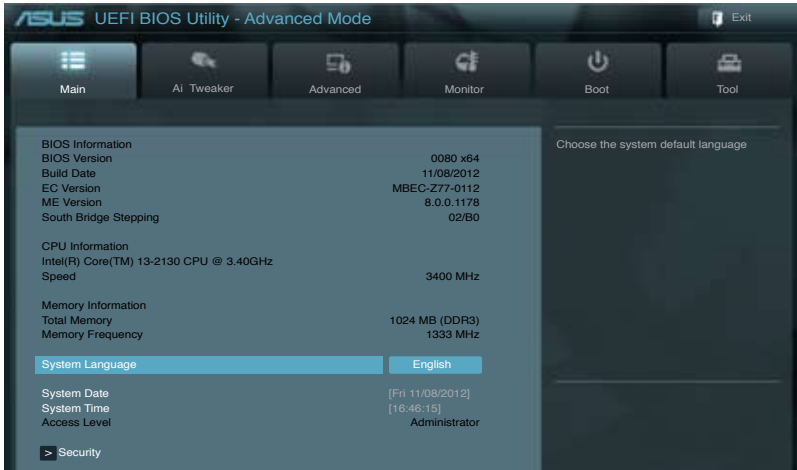 ASUS UEFI BIOS Utility - Advanced Mode
Exit
Main
Ai Tweaker
Advanced
Monitor
Boot
Tool
BIOS Information
BIOS Version 0080 x64
Build Date 11/08/2012
EC Version MBEC-Z77-0112
ME Version 8.0.0.1178
South Bridge Stepping 02/B0
CPU Information
Intel(R) Core(TM) 13-2130 CPU @ 3.40GHz
Speed 3400 MHz
Memory Information
Total Memory 1024 MB (DDR3)
Memory Frequency 1333 MHz
System Language English
System Date [Fri 11/08/2012]
System Time [16:46:15]
Access Level Administrator
> Security
Choose the system default language